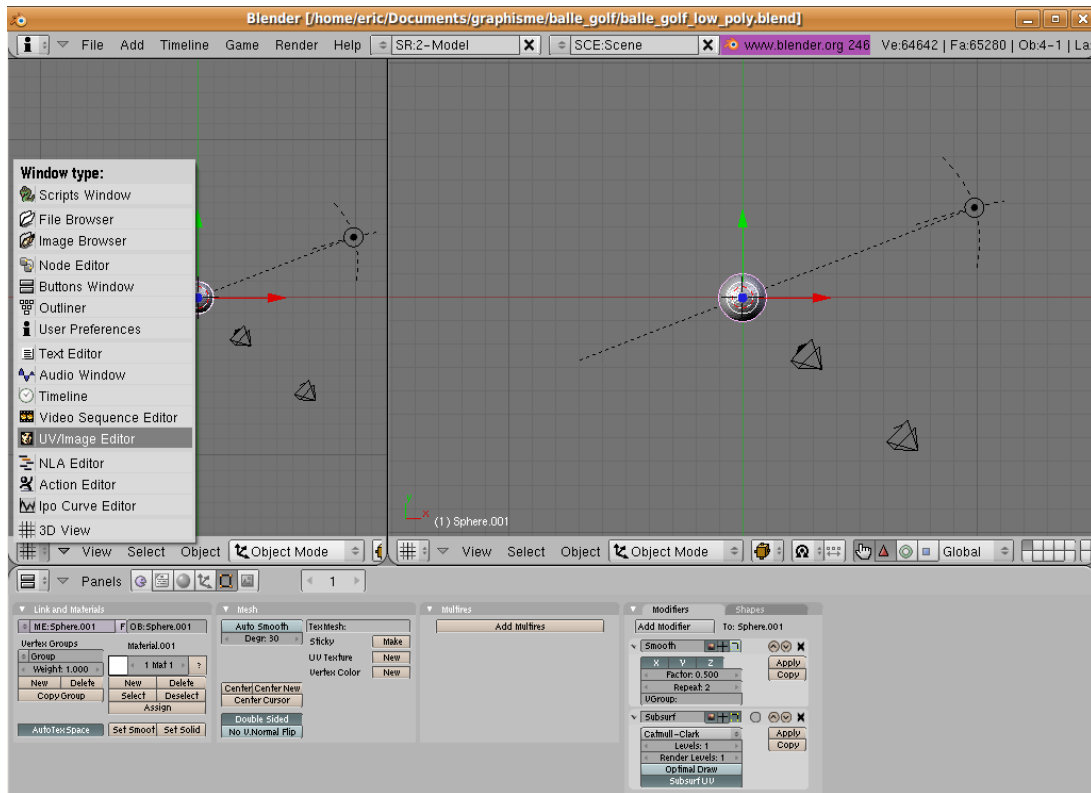 Blender [/home/eric/Documents/graphisme/balle_golf/balle_golf_low_poly.blend]
File Add Timeline Game Render Help SR:2-Model SCE:Scene www.blender.org 246 Ve:64642 | Fa:65280 | Ob:4-1 | La
Window type:
Scripts Window
File Browser
Image Browser
Node Editor
Buttons Window
Outliner
User Preferences
Text Editor
Audio Window
Timeline
Video Sequence Editor
UV/Image Editor
NLA Editor
Action Editor
Ipo Curve Editor
3D View
x
(1) Sphere.001
View Select Object Object Mode
View Select Object Object Mode Global
Panels 1
Link and Materials
ME:Sphere.001 F OB:Sphere.001
Vertex Groups
Material.001
Group
1 Mat 1 ?
Weight: 1.000
New Delete New Delete
Copy Group Select Deselect
Assign
AutoTexSpace Set Smoot Set Solid
Mesh
Auto Smooth TexMesh:
Degr: 30 Sticky Make
UV Texture New
Vertex Color New
Center Center New
Center Cursor
Double Sided
No V.Normal Flip
Multires
Add Multires
Modifiers Shapes
Add Modifier To: Sphere.001
Smooth
X Y Z Apply
Factor: 0.500 Copy
Repeat: 2
VGroup:
Subsurf
Catmull-Clark Apply
Levels: 1 Copy
Render Levels: 1
Optimal Draw
Subsurf UV